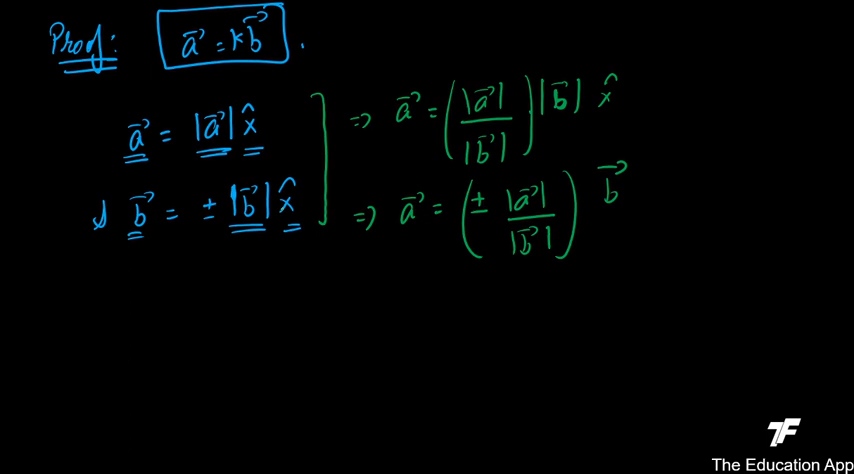 Proof: a⃗ = k b⃗ .
a⃗ = |a⃗| x̂ ⇒ a⃗ = (|a⃗| / |b⃗|) |b⃗| x̂
& b⃗ = ± |b⃗| x̂ ⇒ a⃗ = (± |a⃗| / |b⃗|) b⃗
The Education App